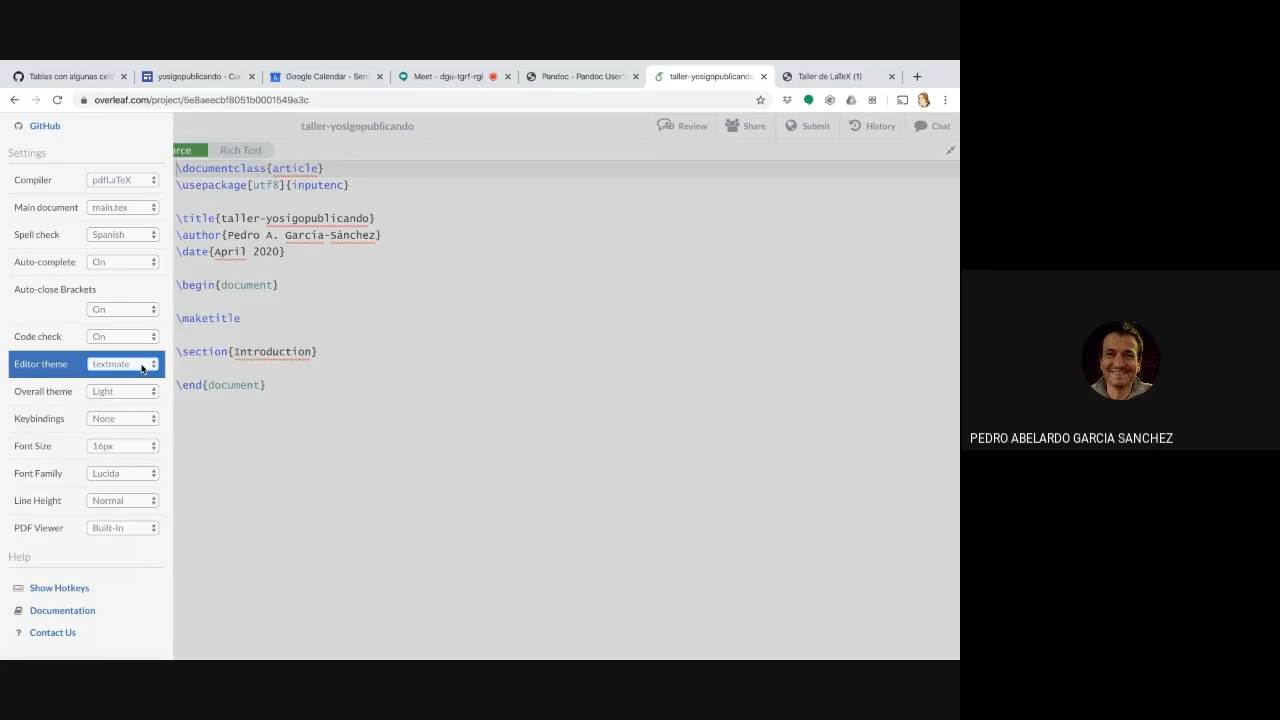 Tablas con algunas celd
yosigopublicando - Cu
Google Calendar - Sem
Meet - dgu-tgrf-rgi
Pandoc - Pandoc User'
taller-yosigopublicando
Taller de LaTeX (1)
overleaf.com/project/5e8aeecbf8051b0001549a3c
GitHub
taller-yosigopublicando
Review
Share
Submit
History
Chat
Settings
urce
Rich Text
Compiler pdfLaTeX
Main document main.tex
Spell check Spanish
Auto-complete On
Auto-close Brackets
On
Code check On
Editor theme textmate
Overall theme Light
Keybindings None
Font Size 16px
Font Family Lucida
Line Height Normal
PDF Viewer Built-In
Help
Show Hotkeys
Documentation
? Contact Us
\documentclass{article}
\usepackage[utf8]{inputenc}
\title{taller-yosigopublicando}
\author{Pedro A. García-Sánchez}
\date{April 2020}
\begin{document}
\maketitle
\section{Introduction}
\end{document}
PEDRO ABELARDO GARCIA SANCHEZ